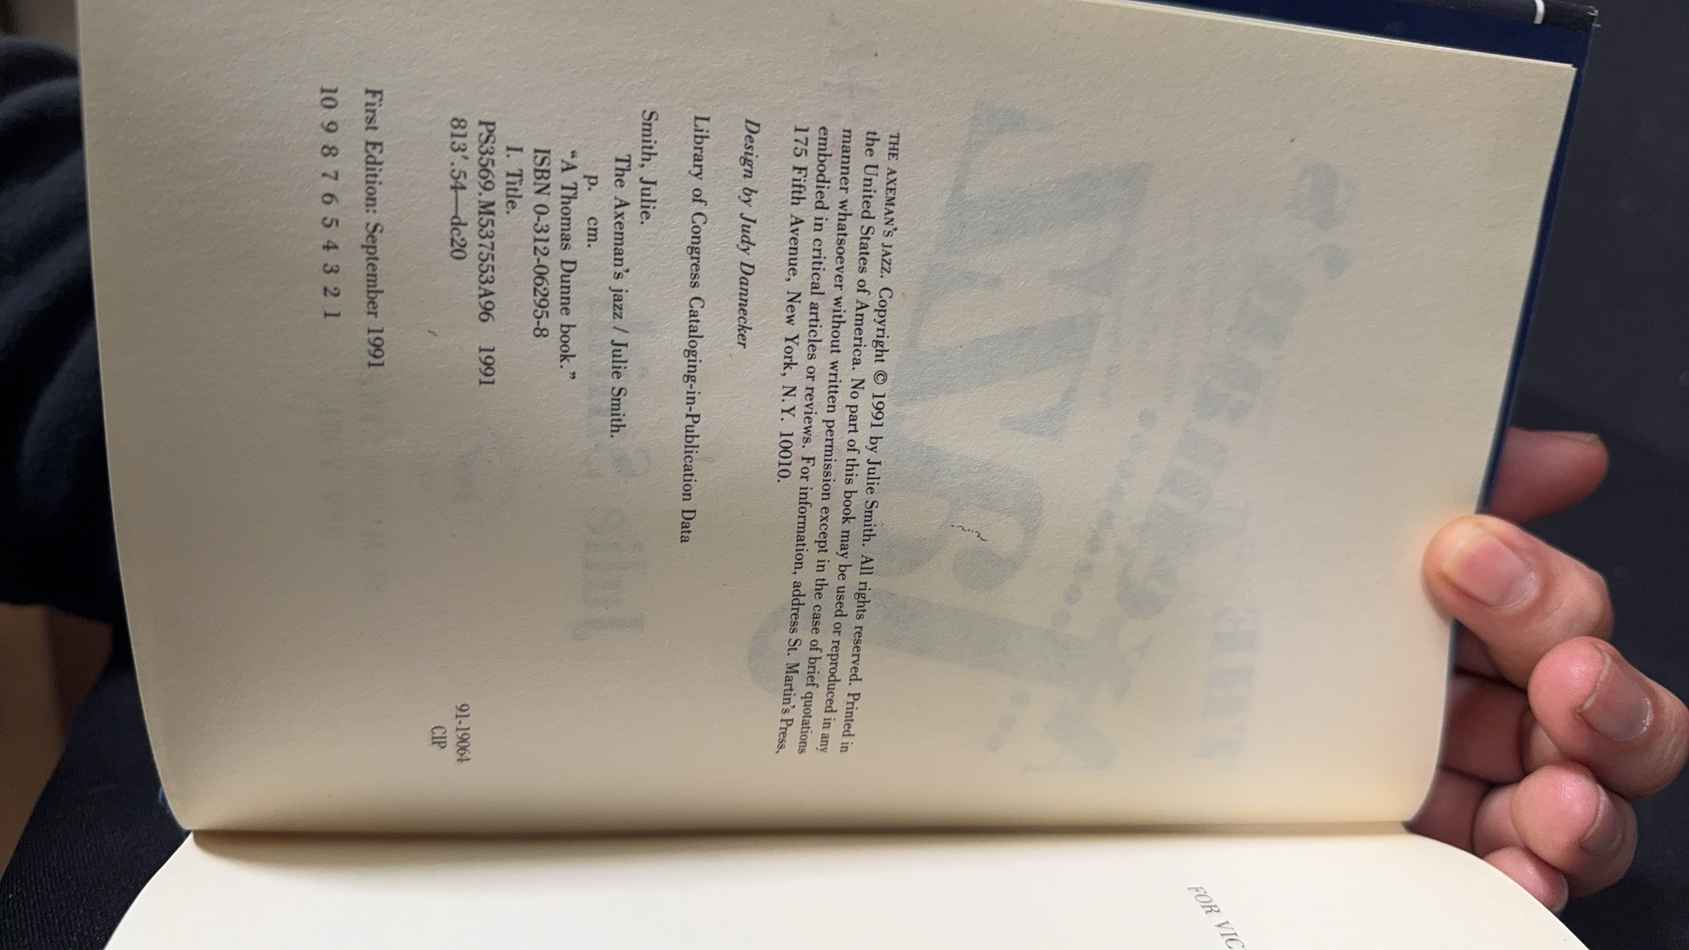 THE AXEMAN'S JAZZ. Copyright © 1991 by Julie Smith. All rights reserved. Printed in
the United States of America. No part of this book may be used or reproduced in any
manner whatsoever without written permission except in the case of brief quotations
embodied in critical articles or reviews. For information, address St. Martin's Press,
175 Fifth Avenue, New York, N.Y. 10010.
Design by Judy Dannecker
Library of Congress Cataloging-in-Publication Data
Smith, Julie.
The Axeman's jazz / Julie Smith.
p. cm.
"A Thomas Dunne book."
ISBN 0-312-06295-8
I. Title.
PS3569.M537553A96 1991
813'.54—dc20 91-19064
CIP
First Edition: September 1991
10 9 8 7 6 5 4 3 2 1
FOR VIC